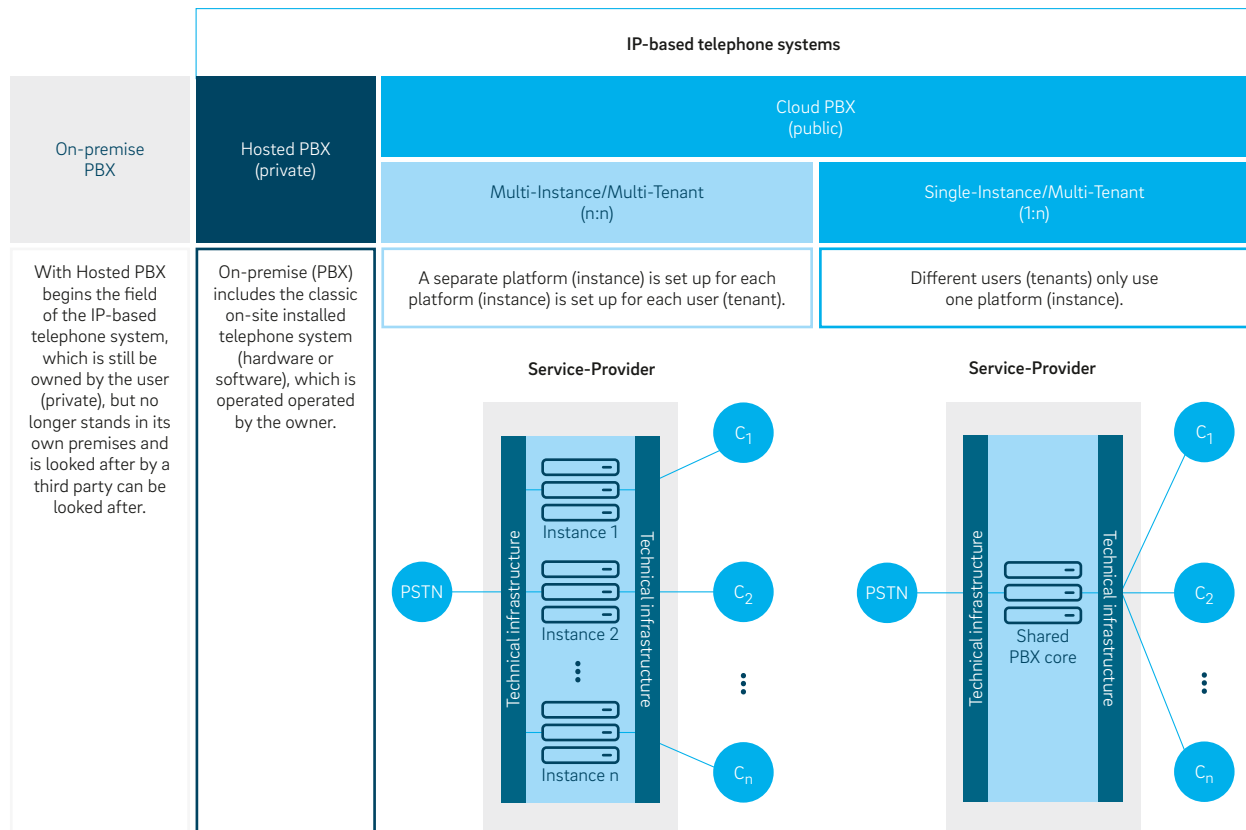 IP-based telephone systems
On-premise
PBX
Hosted PBX
(private)
Cloud PBX
(public)
Multi-Instance/Multi-Tenant
(n:n)
Single-Instance/Multi-Tenant
(1:n)
With Hosted PBX
begins the field
of the IP-based
telephone system,
which is still be
owned by the user
(private), but no
longer stands in its
own premises and
is looked after by a
third party can be
looked after.
On-premise (PBX)
includes the classic
on-site installed
telephone system
(hardware or
software), which is
operated operated
by the owner.
A separate platform (instance) is set up for each
platform (instance) is set up for each user (tenant).
Different users (tenants) only use
one platform (instance).
Service-Provider
PSTN
Technical infrastructure
Instance 1
Instance 2
Instance n
Technical infrastructure
C1
C2
Cn
Service-Provider
PSTN
Technical infrastructure
Shared
PBX core
Technical infrastructure
C1
C2
Cn